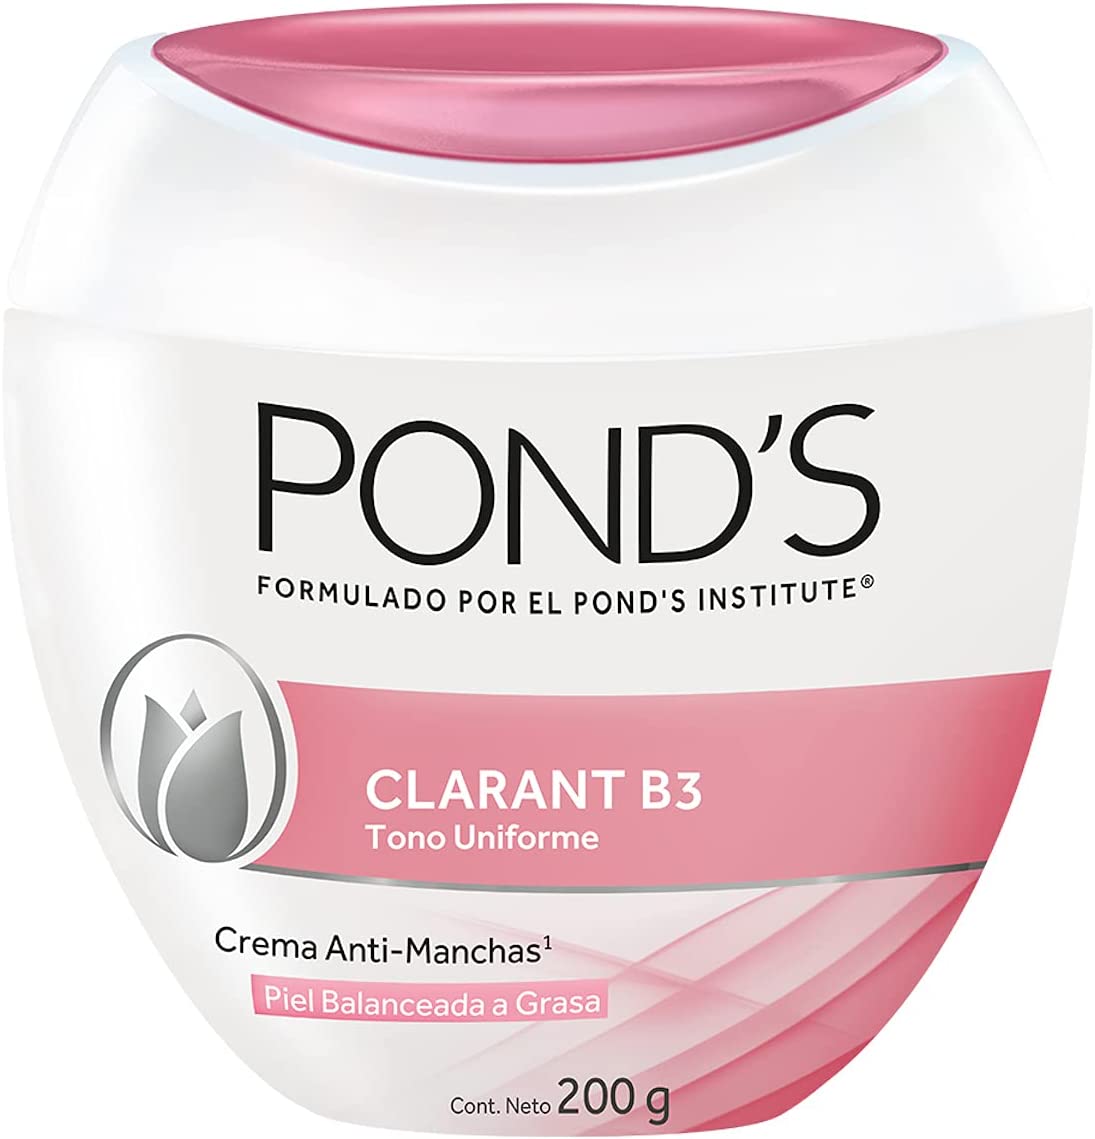 POND'S
FORMULADO POR EL POND'S INSTITUTE®
CLARANT B3
Tono Uniforme
Crema Anti-Manchas¹
Piel Balanceada a Grasa
Cont. Neto 200 g